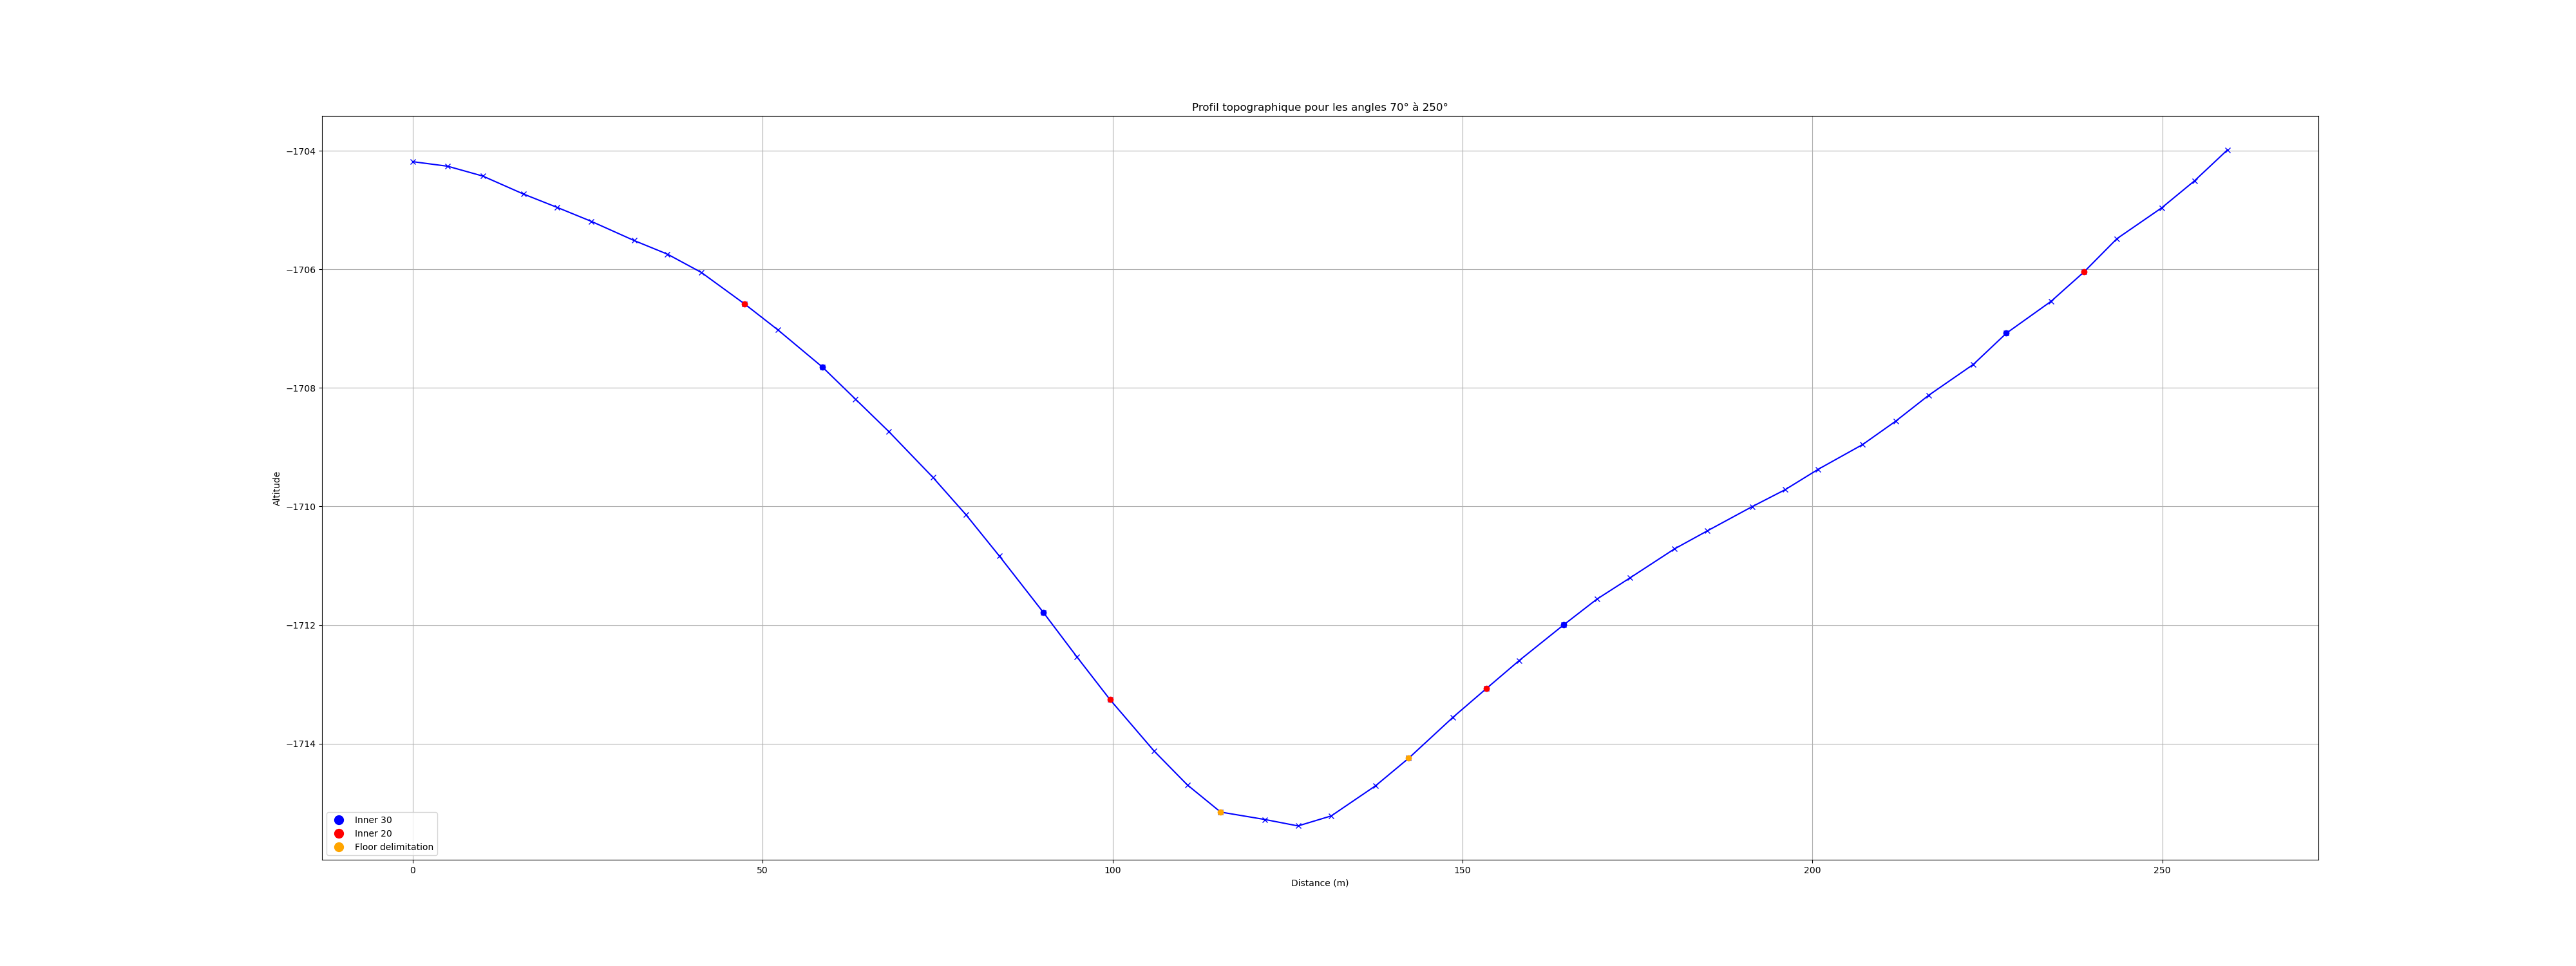 Profil topographique pour les angles 70° à 250°
−1704
−1706
−1708
−1710
−1712
−1714
Altitude
Inner 30
Inner 20
Floor delimitation
0
50
100
150
200
250
Distance (m)